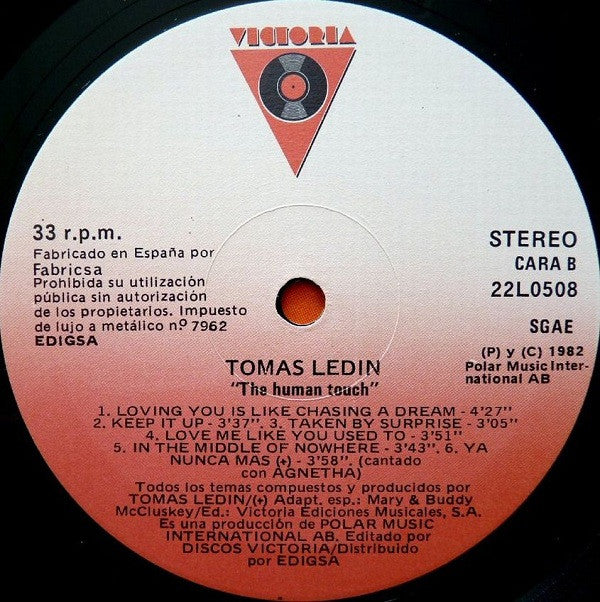 VICTORIA
33 r.p.m.
Fabricado en España por
Fabricsa
Prohibida su utilización
pública sin autorización
de los propietarios. Impuesto
de lujo a metálico nº 7962
EDIGSA
STEREO
CARA B
22L0508
SGAE
(P) y (C) 1982
Polar Music Inter-
national AB
TOMAS LEDIN
"The human touch"
1. LOVING YOU IS LIKE CHASING A DREAM - 4'27"
2. KEEP IT UP - 3'37". 3. TAKEN BY SURPRISE - 3'05"
4. LOVE ME LIKE YOU USED TO - 3'51"
5. IN THE MIDDLE OF NOWHERE - 3'43". 6. YA
NUNCA MAS (+) - 3'58". (cantado
con AGNETHA)
Todos los temas compuestos y producidos por
TOMAS LEDIN/(+) Adapt. esp.: Mary & Buddy
McCluskey/Ed.: Victoria Ediciones Musicales, S.A.
Es una producción de POLAR MUSIC
INTERNATIONAL AB. Editado por
DISCOS VICTORIA/Distribuido
por EDIGSA